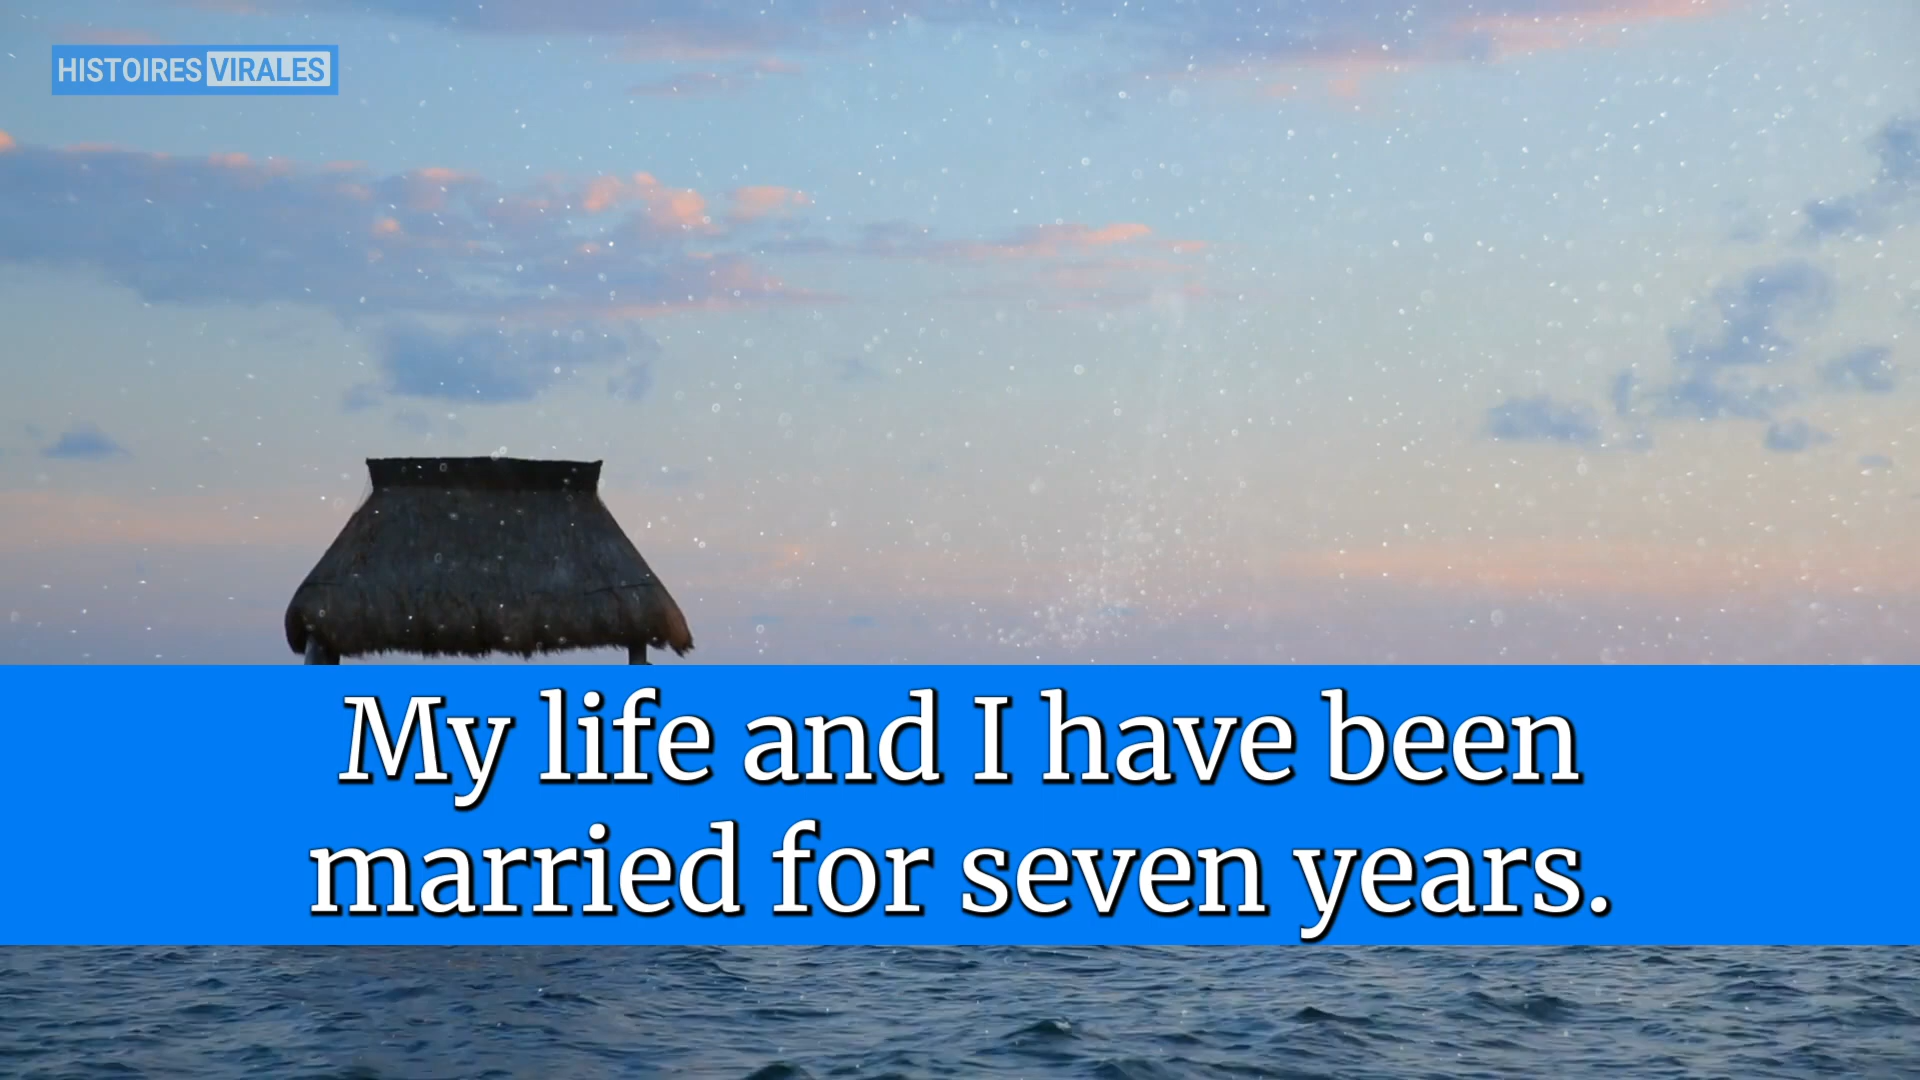 HISTOIRES VIRALES
My life and I have been
married for seven years.